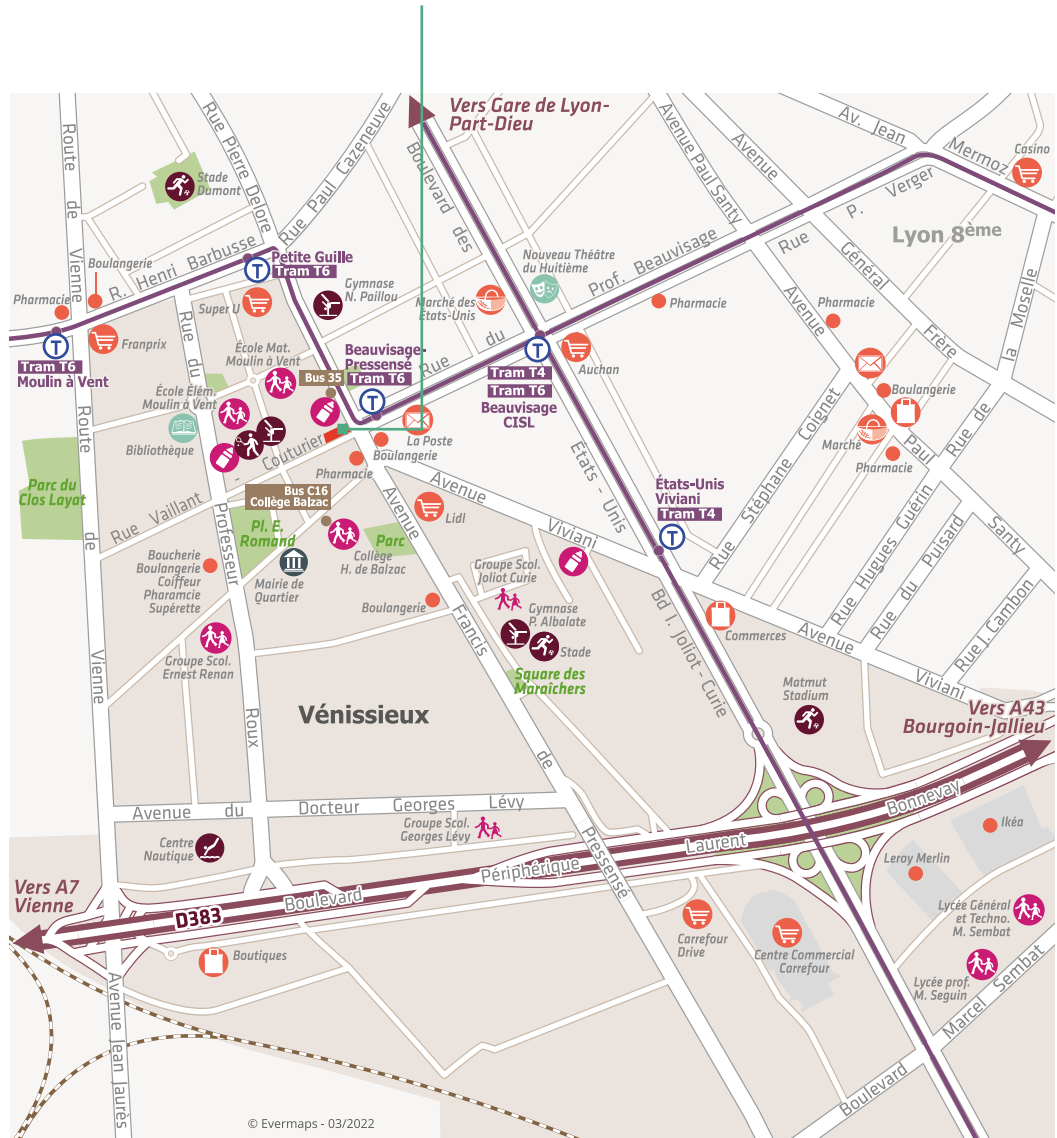 Vers Gare de Lyon-
Part-Dieu
Route
de
Vienne
Rue Pierre Delore
Rue Paul Cazeneuve
Boulevard
des
Avenue Paul Santy
Avenue
Av. Jean
Mermoz
Casino
Stade
Dumont
P. Verger
Lyon 8ème
Boulangerie
R. Henri Barbusse
Petite Guille
T
Tram T6
Gymnase
N. Paillou
Nouveau Théâtre
du Huitième
Prof. Beauvisage
Rue
Général
Frère
la Moselle
Pharmacie
Super U
Marché des
États-Unis
Pharmacie
Avenue
Pharmacie
T
Tram T6
Moulin à Vent
Franprix
Rue du
École Mat.
Moulin à Vent
Beauvisage-
Pressensé
Bus 35
Tram T6
T
Rue
du
T
Tram T4
Tram T6
Beauvisage
CISL
Auchan
Boulangerie
École Élém.
Moulin à Vent
Bibliothèque
La Poste
Boulangerie
Pharmacie
Coignet
Stéphane
Rue
Marché
Paul
Pharmacie
Rue de
Parc du
Clos Layat
Route
de
Vienne
Rue Vaillant - Couturier
Bus C16
Collège Balzac
Avenue
Viviani
Etats - Unis
États-Unis
Viviani
Tram T4
T
Rue Hugues Guérin
Rue du Puisard
Santy
Professeur
Pl. E.
Romand
Lidl
Boucherie
Boulangerie
Coiffeur
Pharamcie
Supérette
Mairie de
Quartier
Collège
H. de Balzac
Parc
Avenue
Francis
de
Pressensé
Groupe Scol.
Joliot Curie
Boulangerie
Gymnase
P. Albalate
Stade
Commerces
Avenue
Viviani
Rue J. Cambon
Groupe Scol.
Ernest Renan
Square des
Maraîchers
Bd I. Joliot - Curie
Matmut
Stadium
Roux
Vénissieux
Vers A43
Bourgoin-Jallieu
Avenue du Docteur Georges Lévy
Groupe Scol.
Georges Lévy
Centre
Nautique
Bonnevay
Laurent
Périphérique
Boulevard
D383
Ikéa
Leroy Merlin
Vers A7
Vienne
Lycée Général
et Techno.
M. Sembat
Boutiques
Carrefour
Drive
Centre Commercial
Carrefour
Lycée prof.
M. Seguin
Avenue Jean Jaurès
Boulevard
Marcel Sembat
© Evermaps - 03/2022